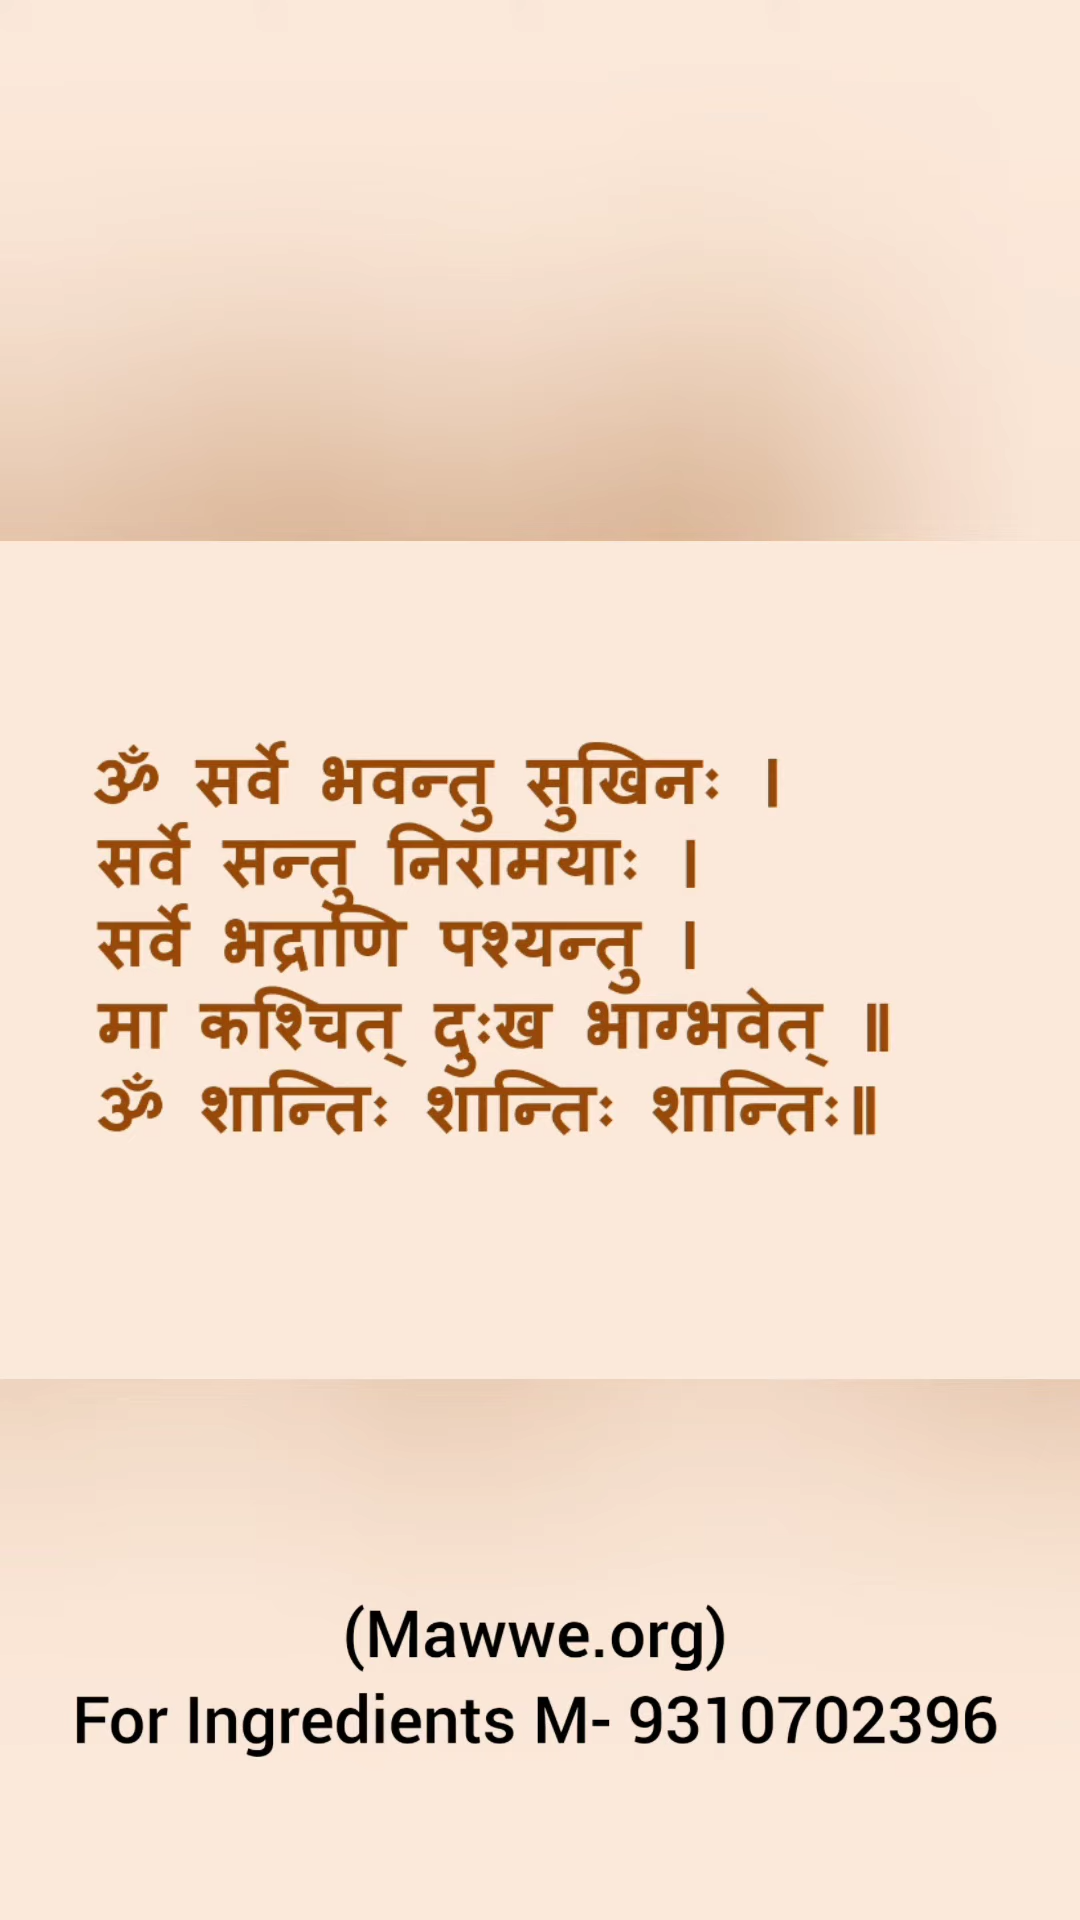 ॐ सर्वे भवन्तु सुखिनः ।
सर्वे सन्तु निरामयाः ।
सर्वे भद्राणि पश्यन्तु ।
मा कश्चित् दुःख भाग्भवेत् ॥
ॐ शान्तिः शान्तिः शान्तिः॥
(Mawwe.org)
For Ingredients M- 9310702396